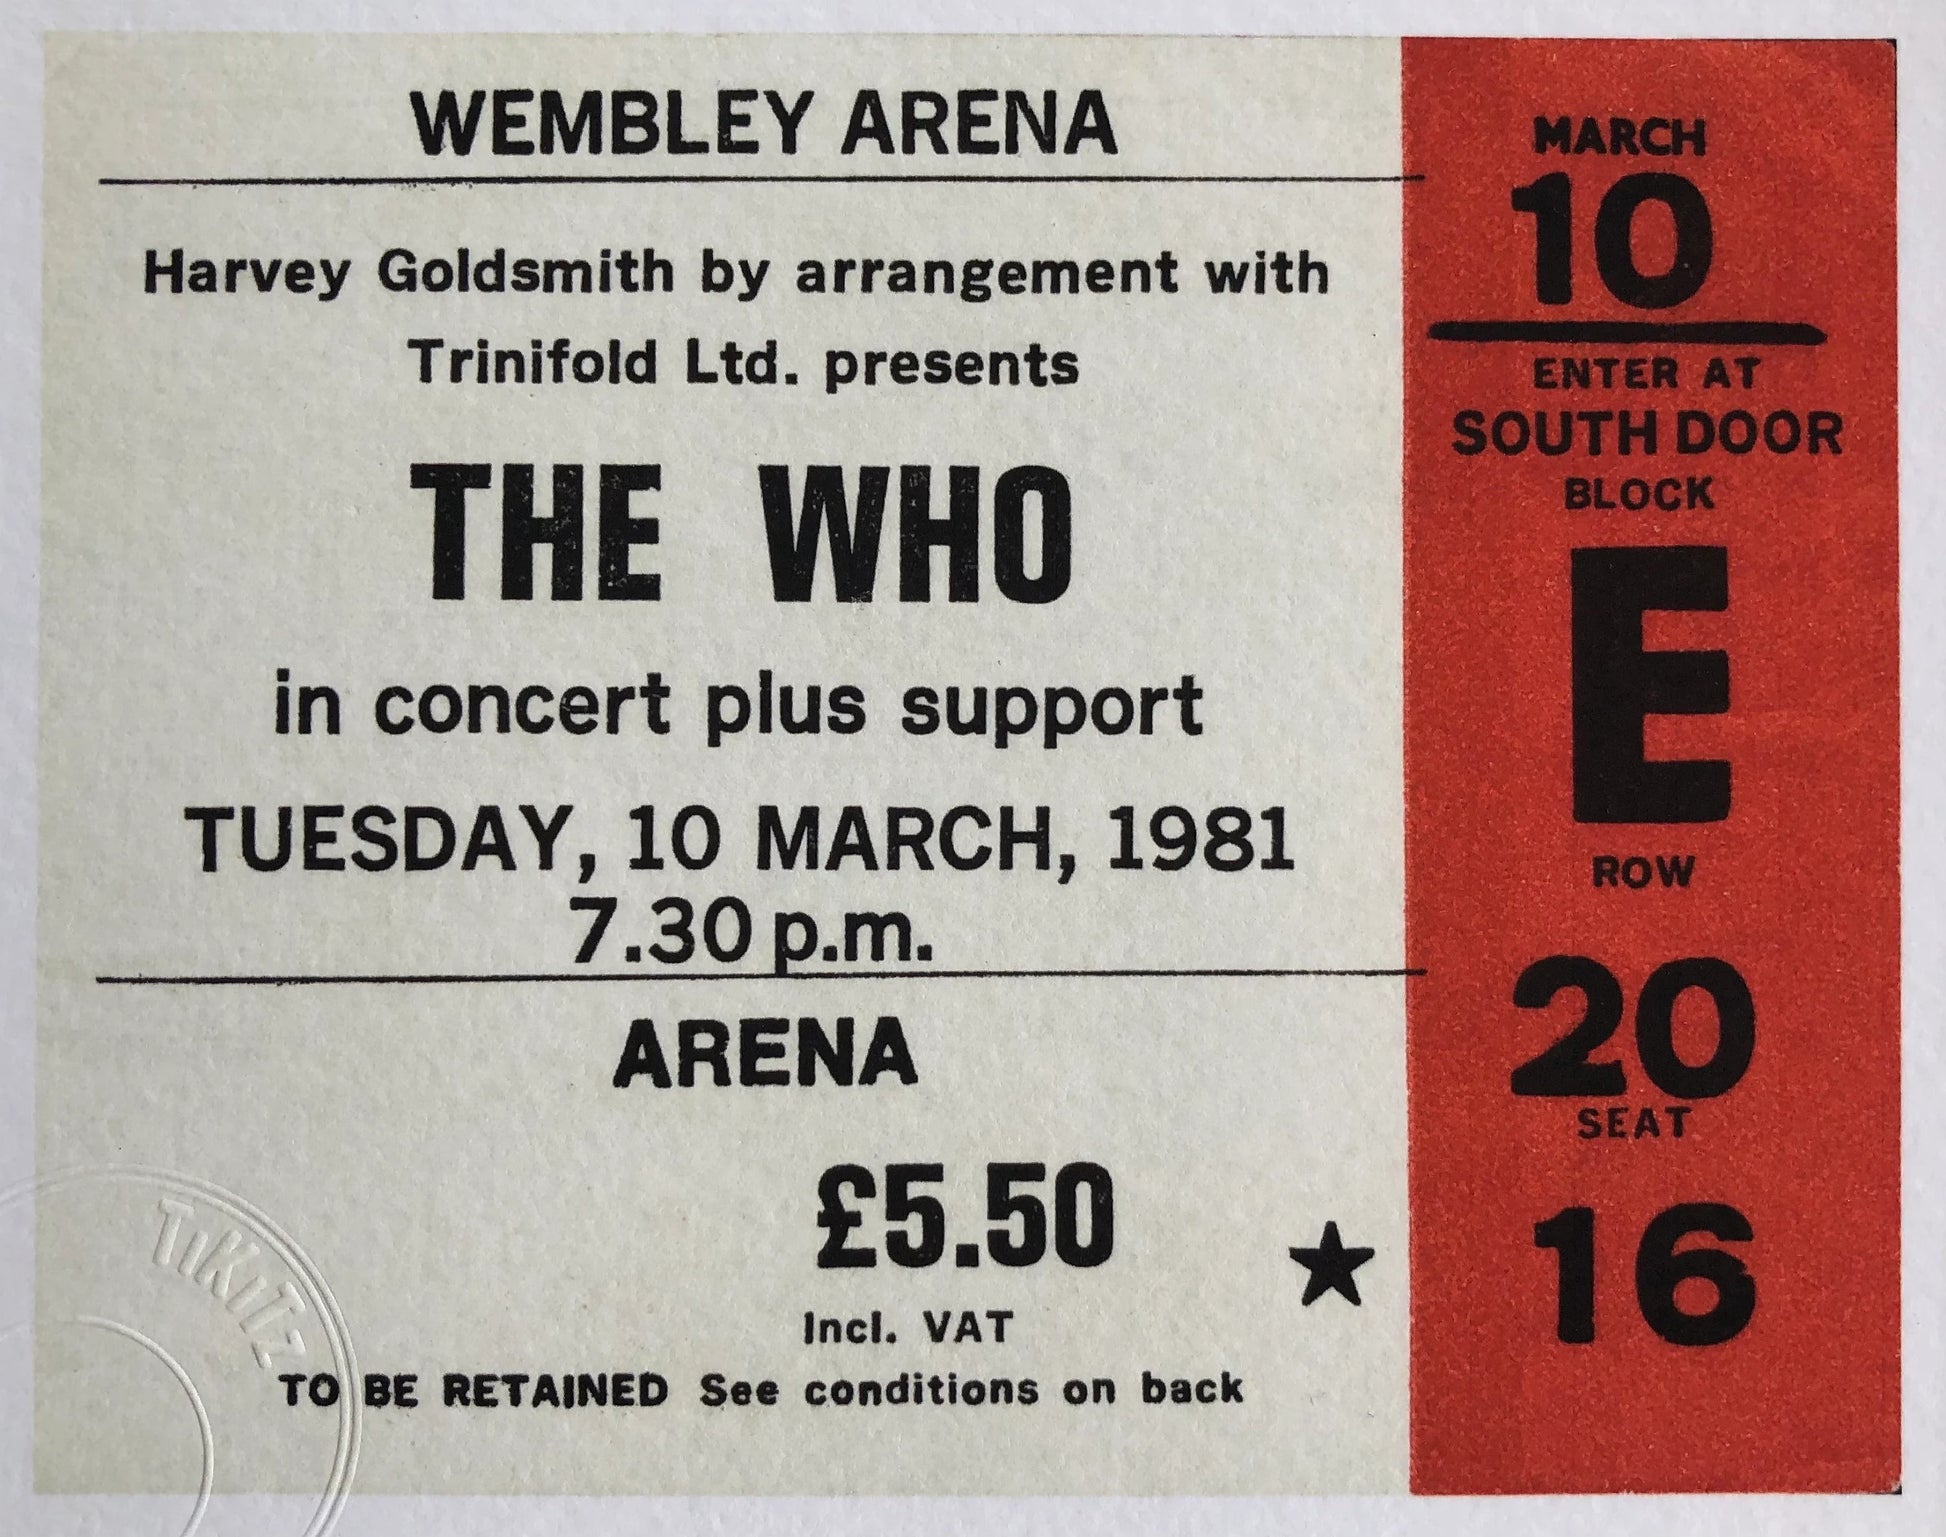 WEMBLEY ARENA
Harvey Goldsmith by arrangement with
Trinifold Ltd. presents
THE WHO
in concert plus support
TUESDAY, 10 MARCH, 1981
7.30 p.m.
ARENA
£5.50
Incl. VAT
TO BE RETAINED See conditions on back
TiKiTz
MARCH
10
ENTER AT
SOUTH DOOR
BLOCK
E
ROW
20
SEAT
16